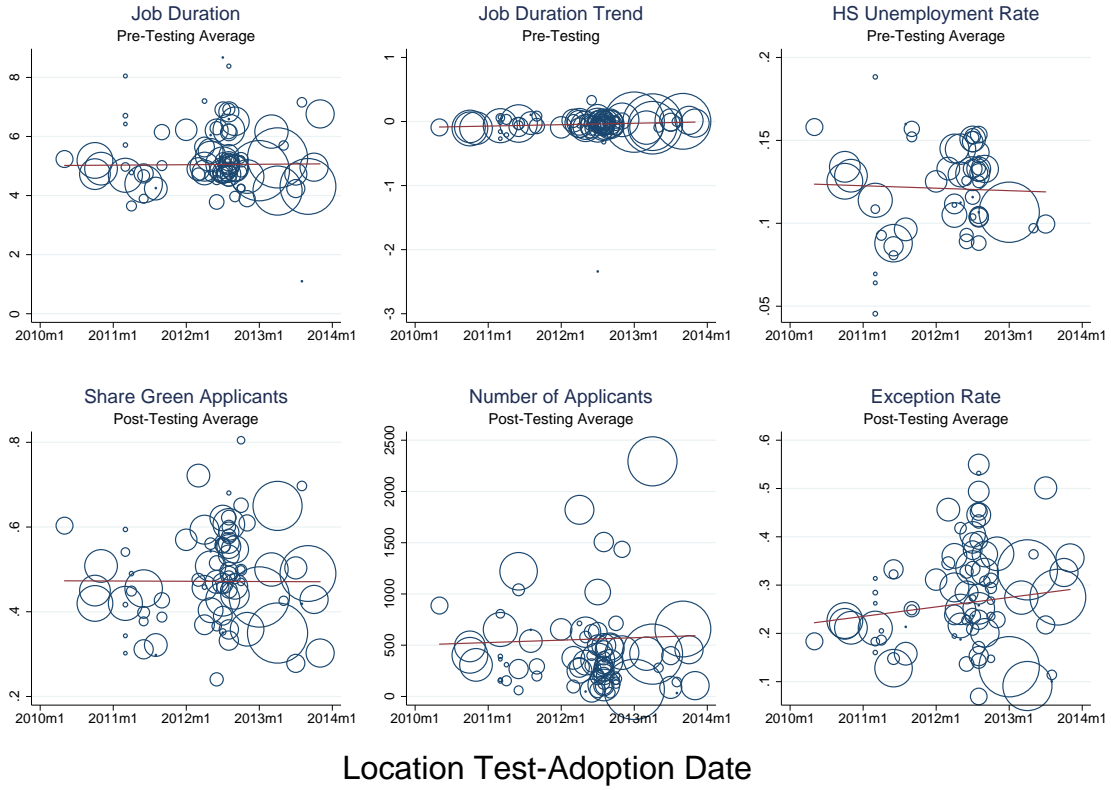 Job Duration
Pre-Testing Average
8
6
4
2
0
2010m1 2011m1 2012m1 2013m1 2014m1
Job Duration Trend
Pre-Testing
1
0
-1
-2
-3
2010m1 2011m1 2012m1 2013m1 2014m1
HS Unemployment Rate
Pre-Testing Average
.2
.15
.1
.05
2010m1 2011m1 2012m1 2013m1 2014m1
Share Green Applicants
Post-Testing Average
.8
.6
.4
.2
2010m1 2011m1 2012m1 2013m1 2014m1
Number of Applicants
Post-Testing Average
2500
2000
1500
1000
500
0
2010m1 2011m1 2012m1 2013m1 2014m1
Exception Rate
Post-Testing Average
.6
.5
.4
.3
.2
.1
2010m1 2011m1 2012m1 2013m1 2014m1
Location Test-Adoption Date